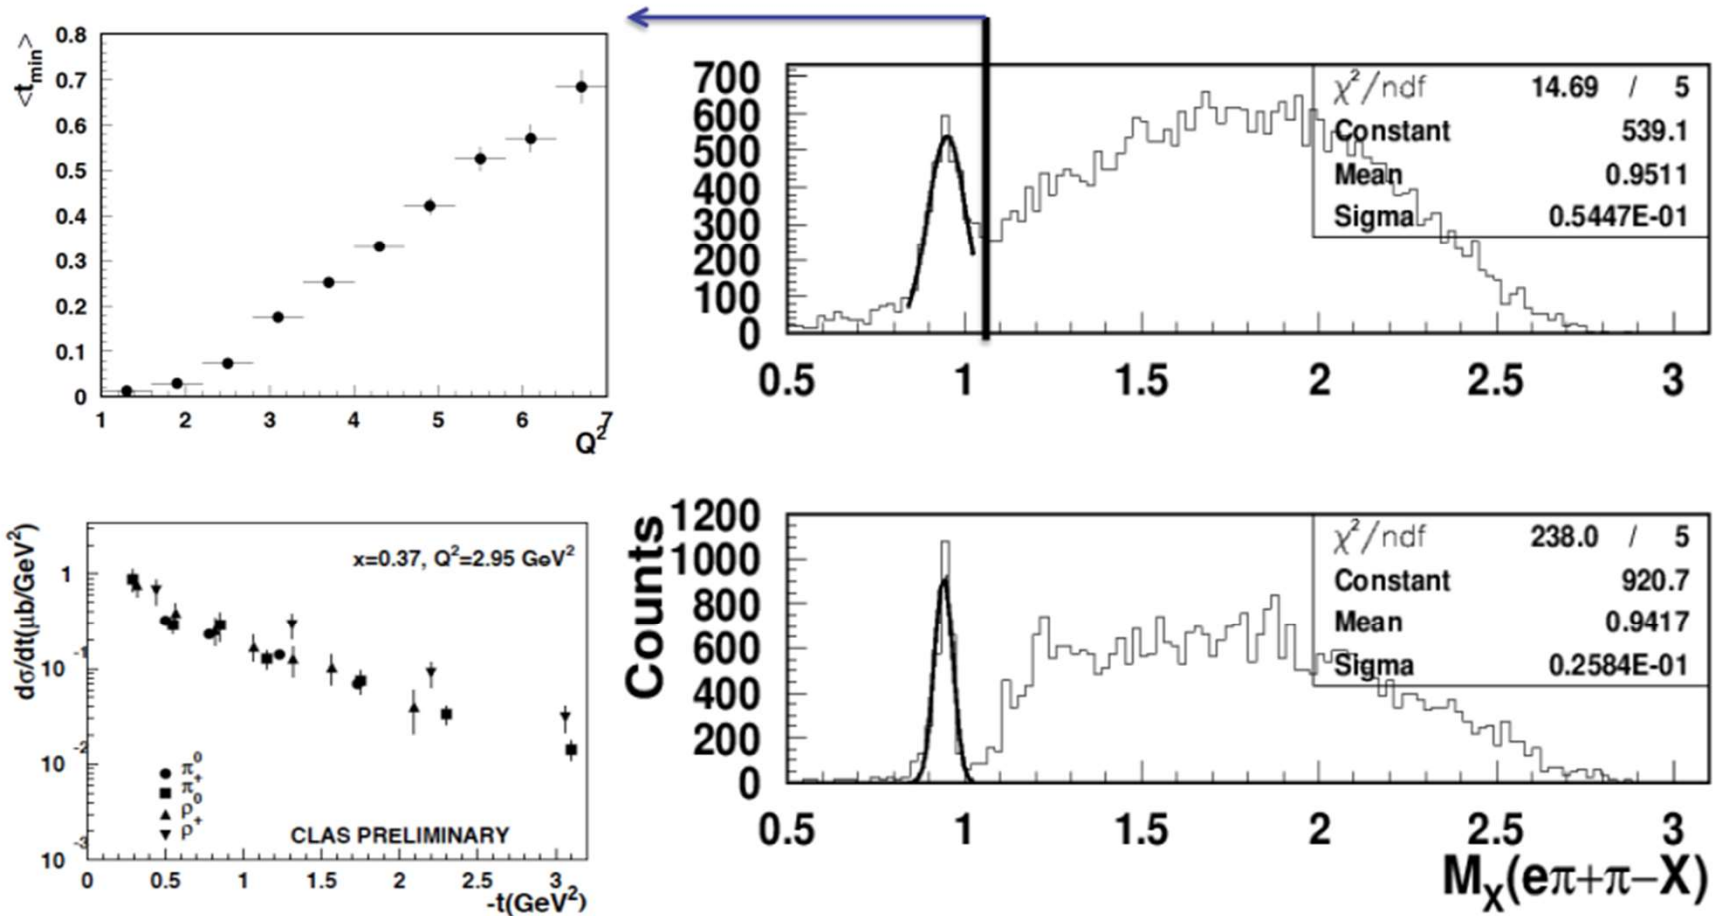 <t_min>
0.8
0.7
0.6
0.5
0.4
0.3
0.2
0.1
0
1 2 3 4 5 6 7
Q²
700
600
500
400
300
200
100
0
χ²/ndf 14.69 / 5
Constant 539.1
Mean 0.9511
Sigma 0.5447E-01
0.5 1 1.5 2 2.5 3
dσ/dt(μb/GeV²)
x=0.37, Q²=2.95 GeV²
1
10⁻¹
10⁻²
10⁻³
π⁰
π⁺
ρ⁰
ρ⁺
CLAS PRELIMINARY
0 0.5 1 1.5 2 2.5 3
-t(GeV²)
Counts
1200
1000
800
600
400
200
0
χ²/ndf 238.0 / 5
Constant 920.7
Mean 0.9417
Sigma 0.2584E-01
0.5 1 1.5 2 2.5 3
M_X(eπ+π−X)